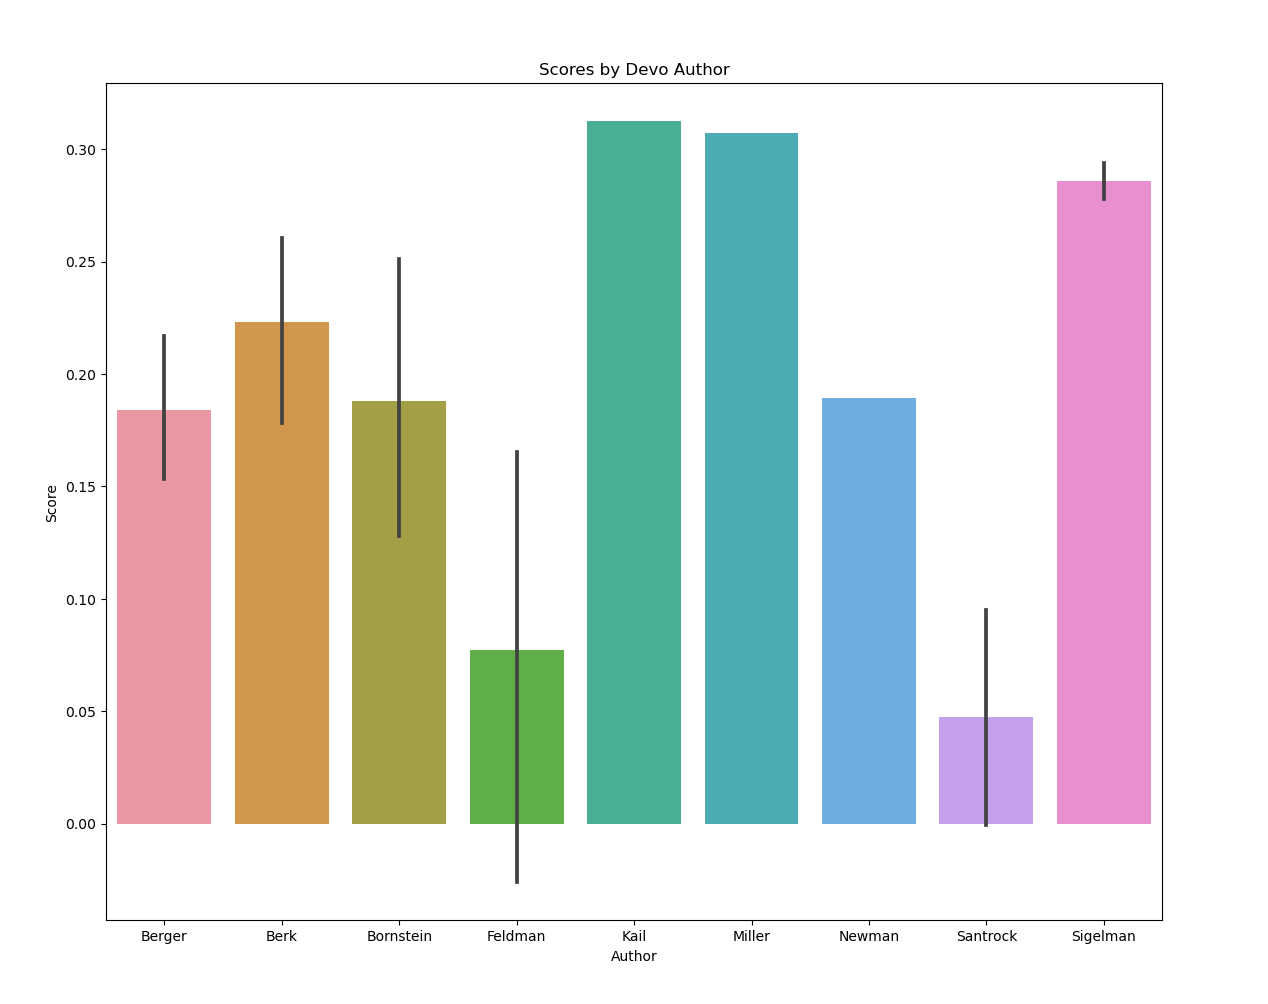 Scores by Devo Author
0.30
0.25
0.20
0.15
0.10
0.05
0.00
Score
Berger Berk Bornstein Feldman Kail Miller Newman Santrock Sigelman
Author